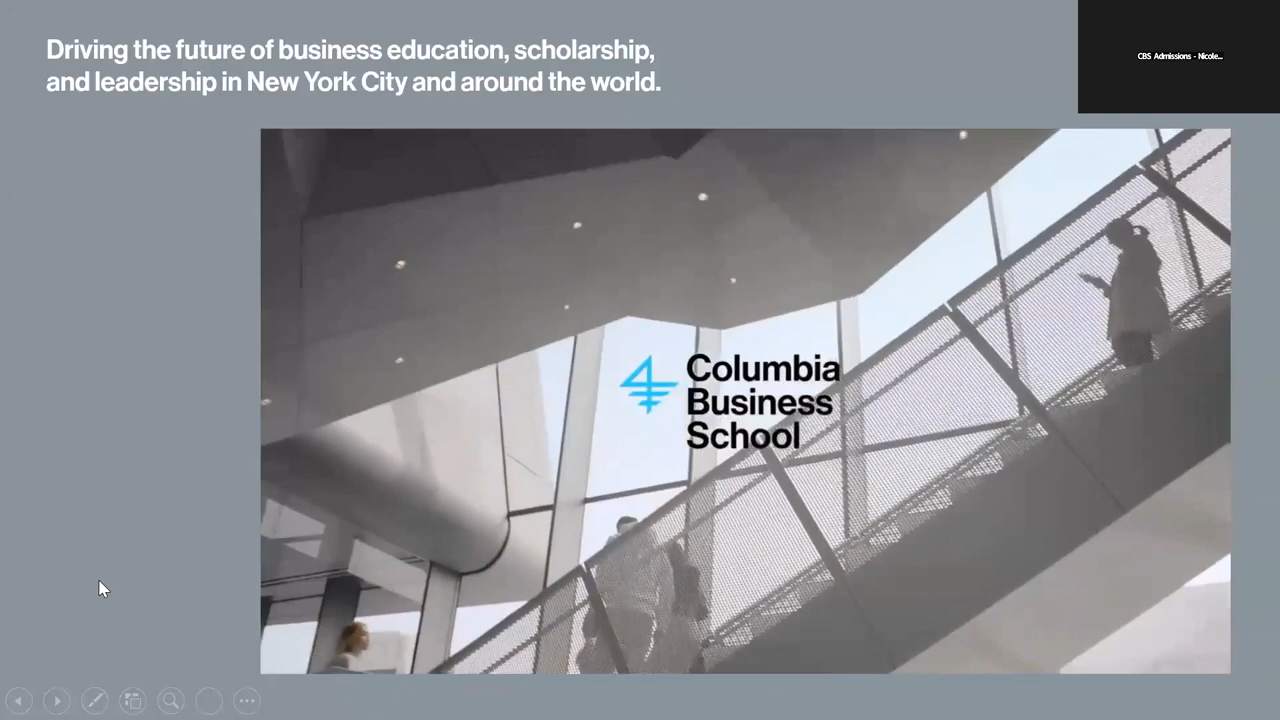 Driving the future of business education, scholarship,
and leadership in New York City and around the world.
CBS Admissions - Nicole...
Columbia
Business
School